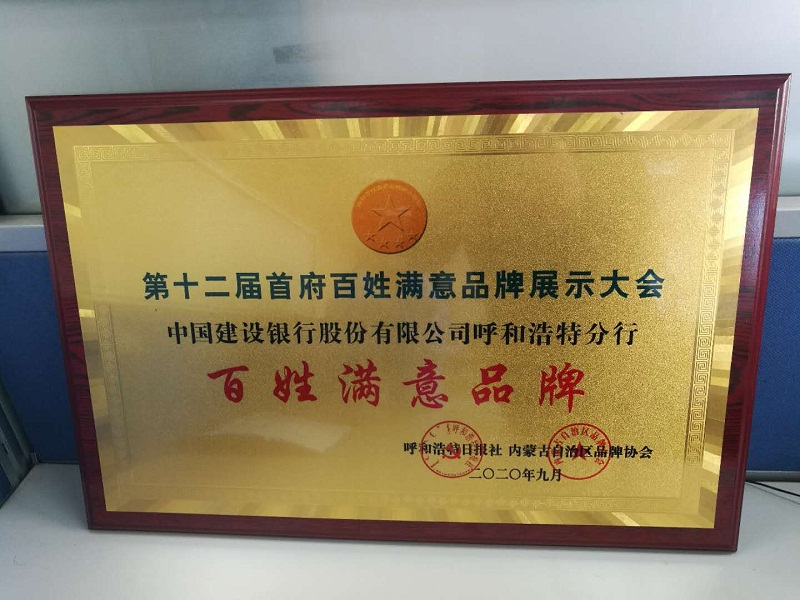 第十二届首府百姓满意品牌展示大会
中国建设银行股份有限公司呼和浩特分行
百姓满意品牌
呼和浩特日报社 内蒙古自治区品牌协会
二〇二〇年九月